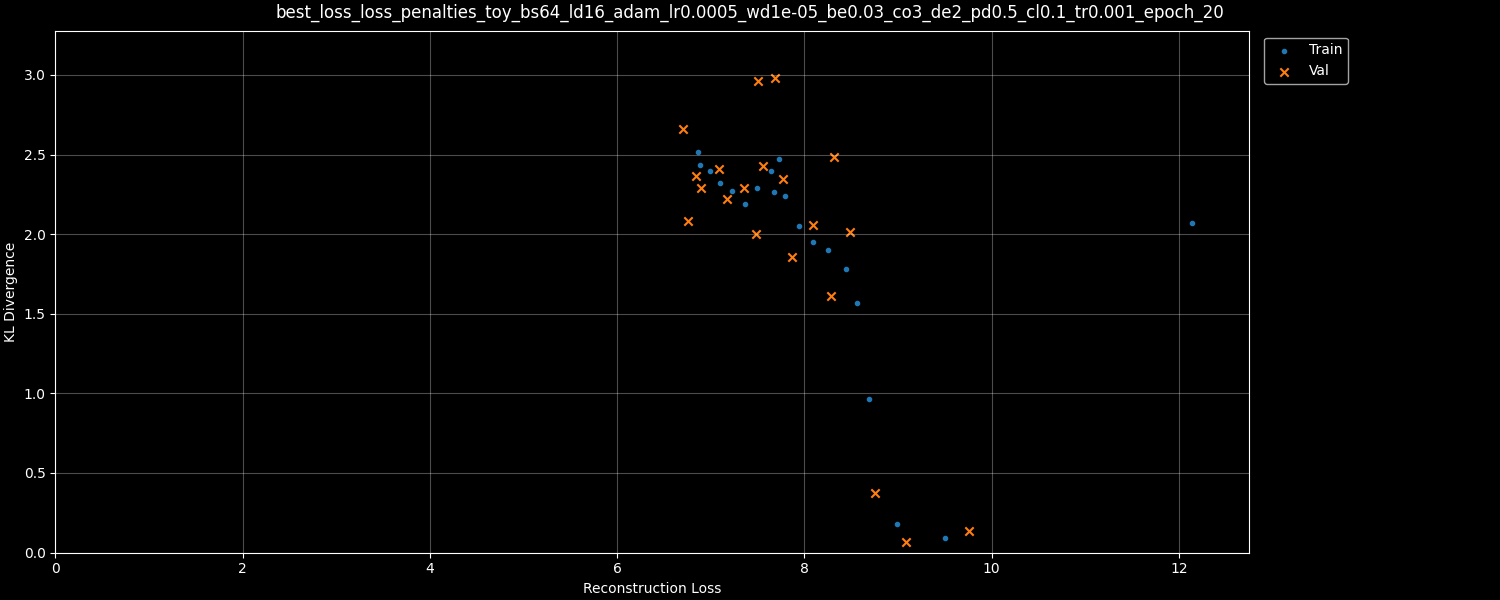 best_loss_loss_penalties_toy_bs64_ld16_adam_lr0.0005_wd1e-05_be0.03_co3_de2_pd0.5_cl0.1_tr0.001_epoch_20
Train
Val
3.0
2.5
2.0
1.5
1.0
0.5
0.0
KL Divergence
0 2 4 6 8 10 12
Reconstruction Loss